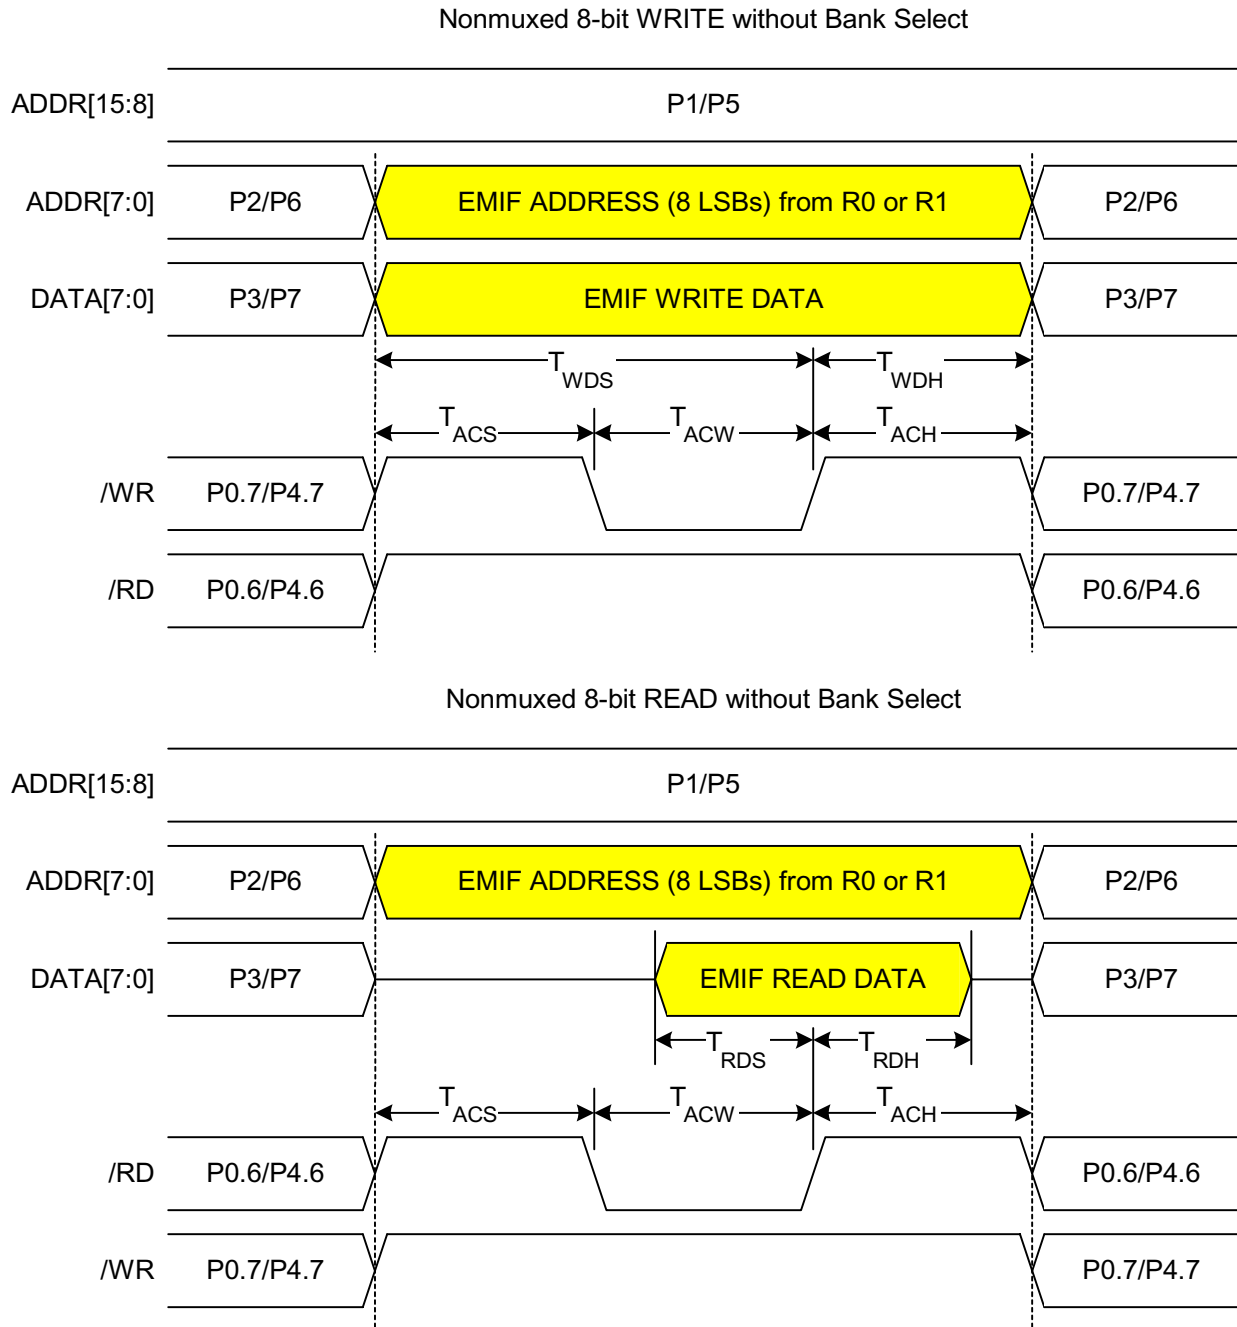 Nonmuxed 8-bit WRITE without Bank Select
ADDR[15:8] P1/P5
ADDR[7:0] P2/P6 EMIF ADDRESS (8 LSBs) from R0 or R1 P2/P6
DATA[7:0] P3/P7 EMIF WRITE DATA P3/P7
TWDS TWDH
TACS TACW TACH
/WR P0.7/P4.7 P0.7/P4.7
/RD P0.6/P4.6 P0.6/P4.6
Nonmuxed 8-bit READ without Bank Select
ADDR[15:8] P1/P5
ADDR[7:0] P2/P6 EMIF ADDRESS (8 LSBs) from R0 or R1 P2/P6
DATA[7:0] P3/P7 EMIF READ DATA P3/P7
TRDS TRDH
TACS TACW TACH
/RD P0.6/P4.6 P0.6/P4.6
/WR P0.7/P4.7 P0.7/P4.7